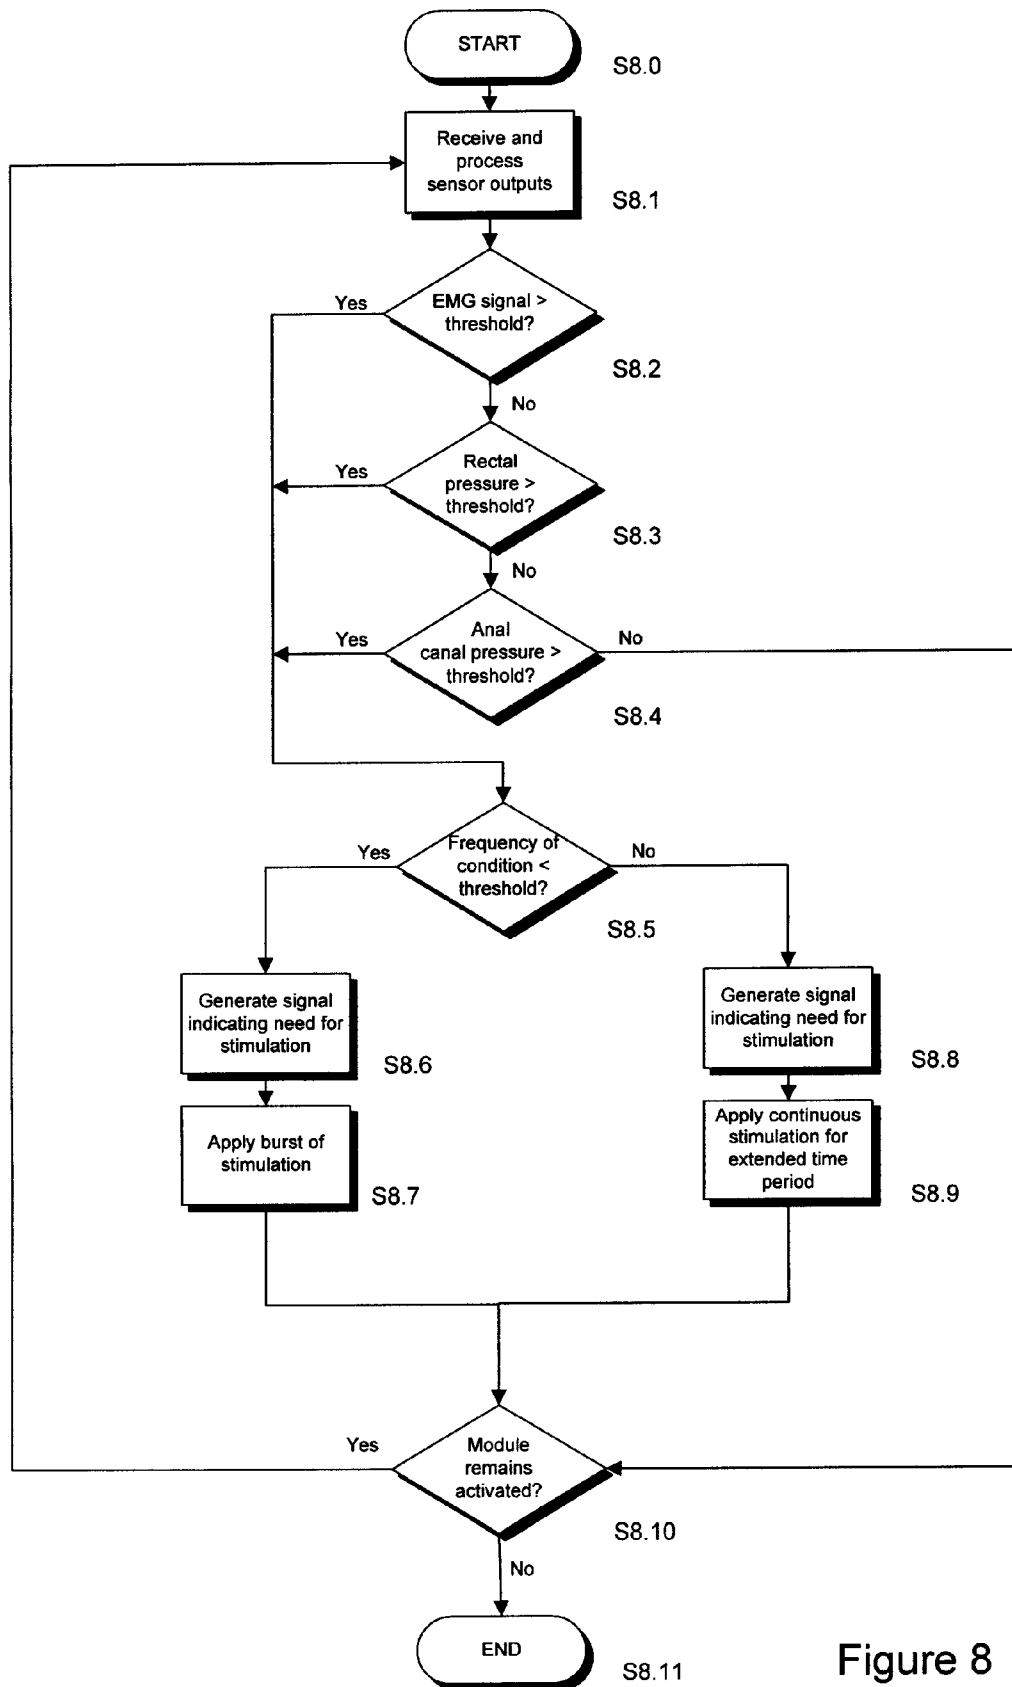 START
S8.0
Receive and
process
sensor outputs
S8.1
Yes
EMG signal >
threshold?
S8.2
No
Yes
Rectal
pressure >
threshold?
S8.3
No
Yes
Anal
canal pressure >
threshold?
No
S8.4
Yes
Frequency of
condition <
threshold?
No
S8.5
Generate signal
indicating need for
stimulation
S8.6
Generate signal
indicating need for
stimulation
S8.8
Apply burst of
stimulation
S8.7
Apply continuous
stimulation for
extended time
period
S8.9
Yes
Module
remains
activated?
S8.10
No
END
S8.11
Figure 8